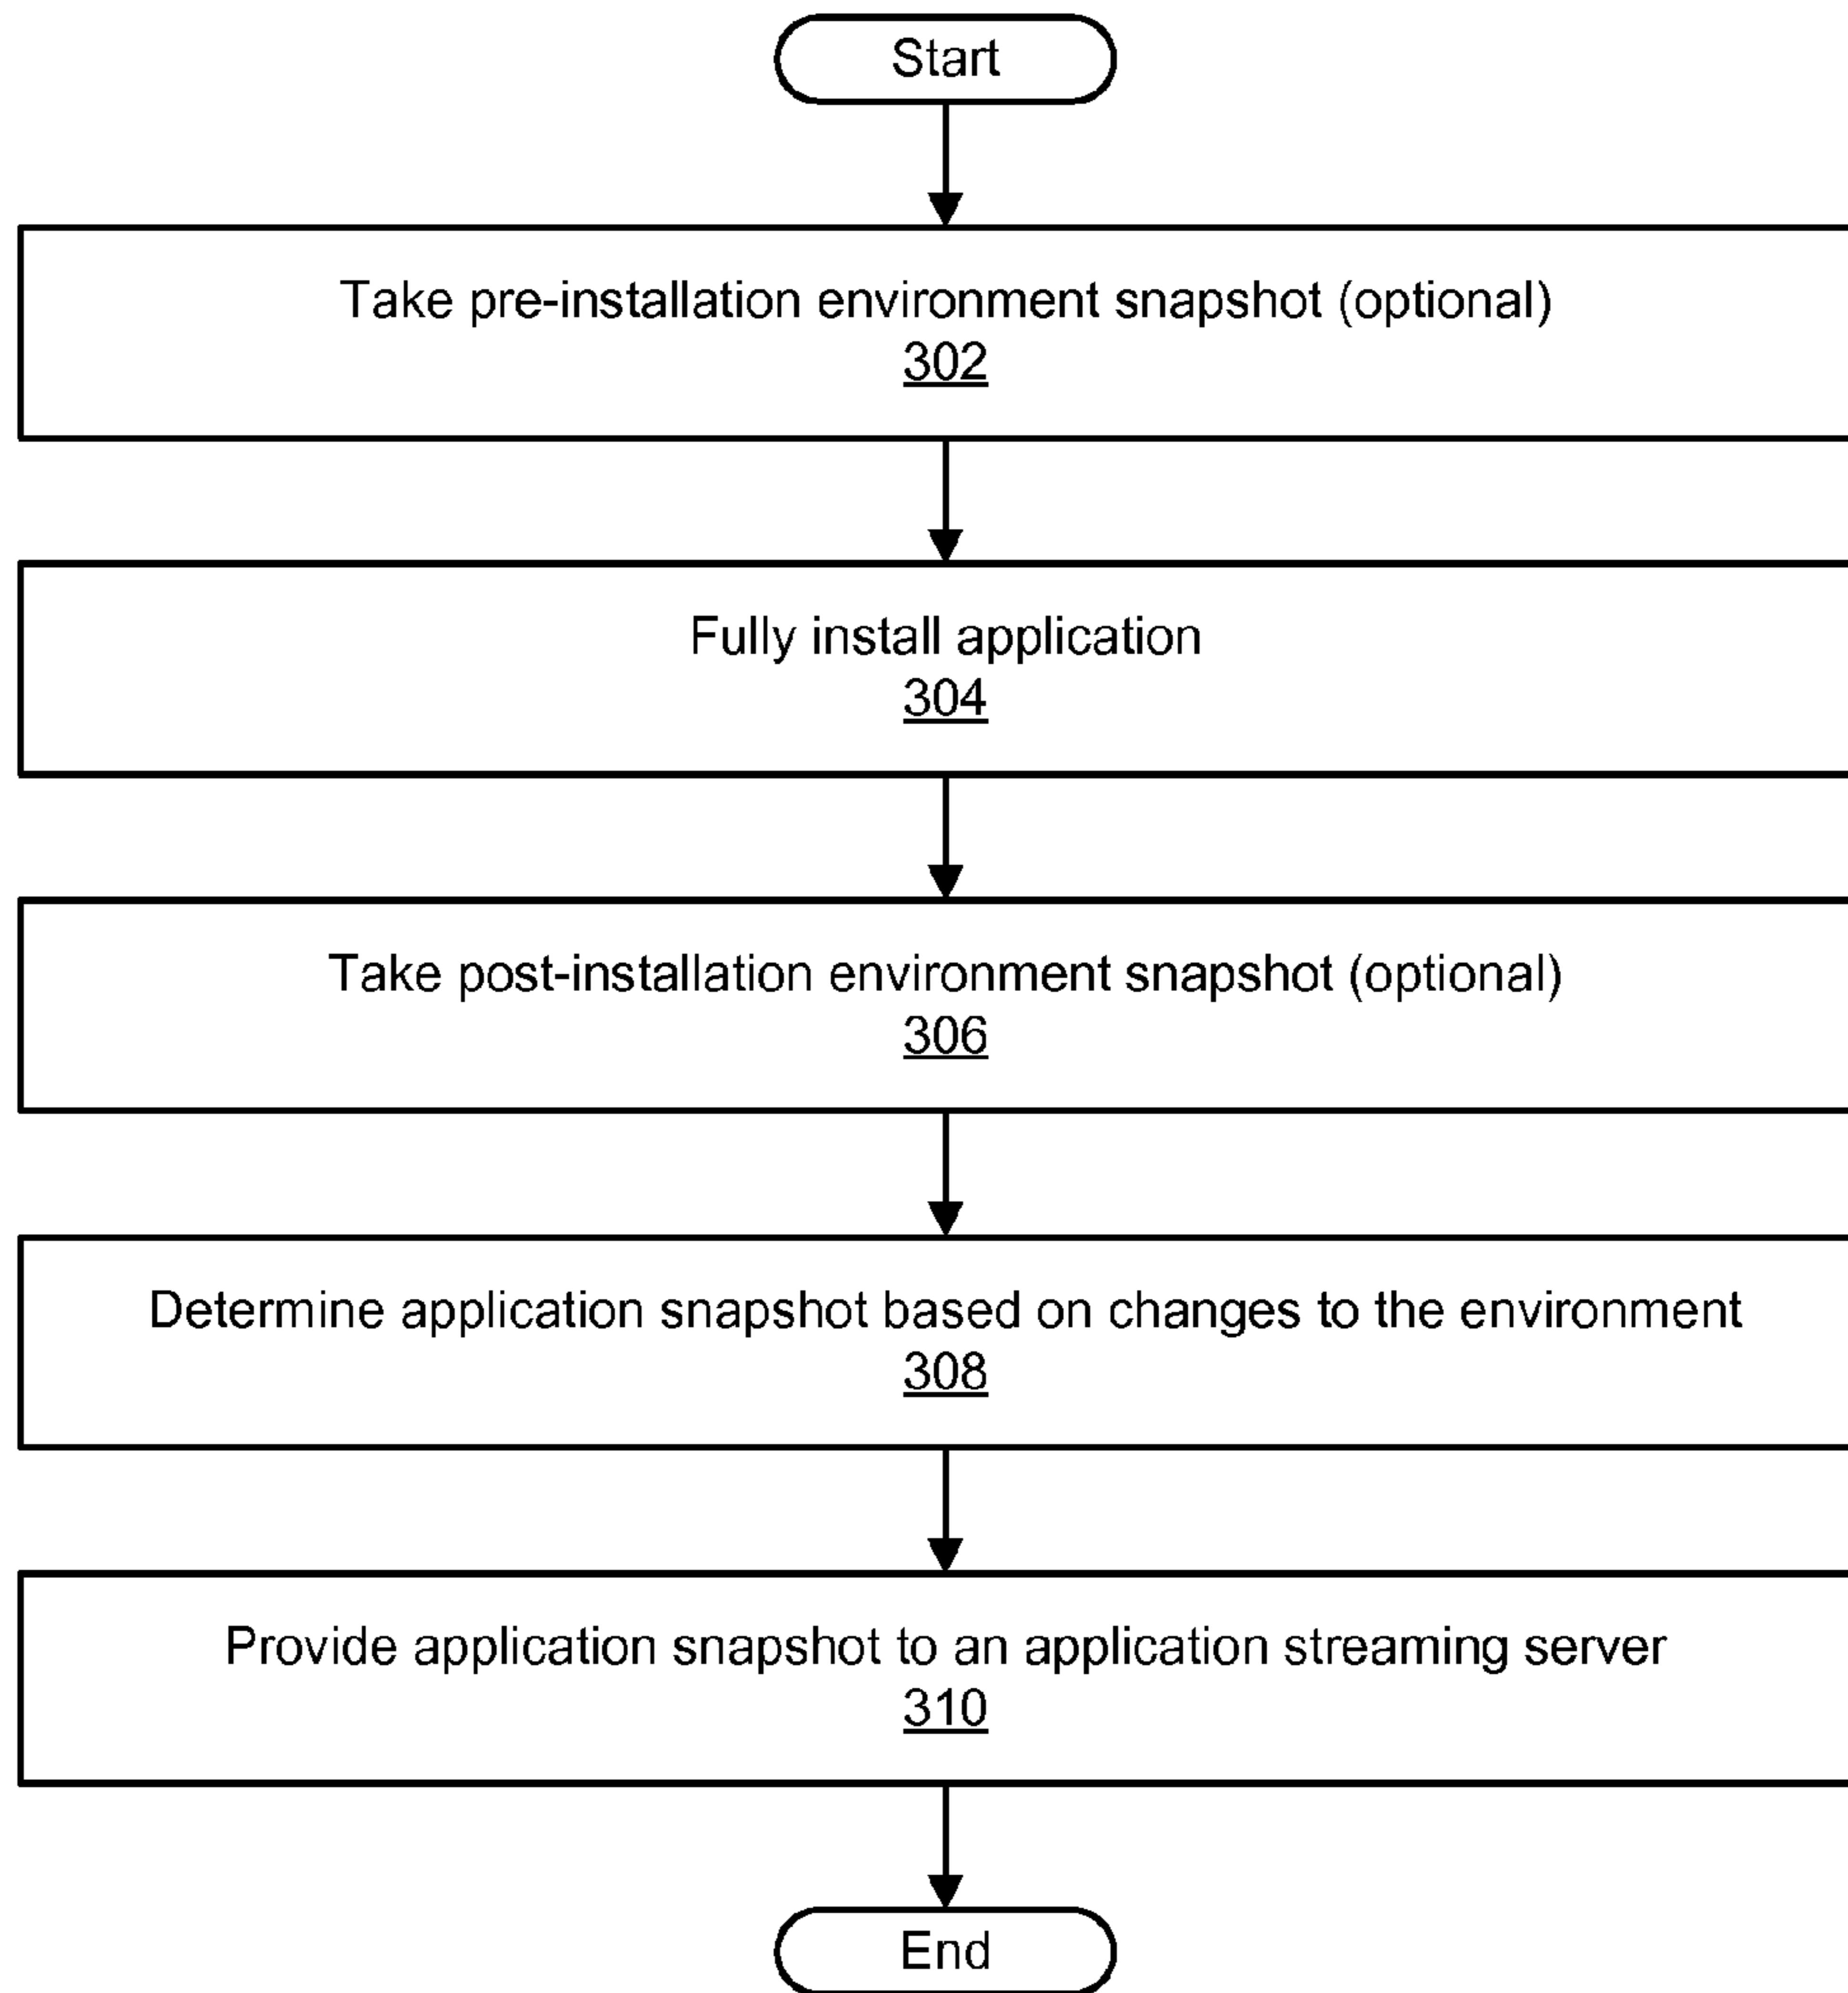 Start
Take pre-installation environment snapshot (optional)
302
Fully install application
304
Take post-installation environment snapshot (optional)
306
Determine application snapshot based on changes to the environment
308
Provide application snapshot to an application streaming server
310
End